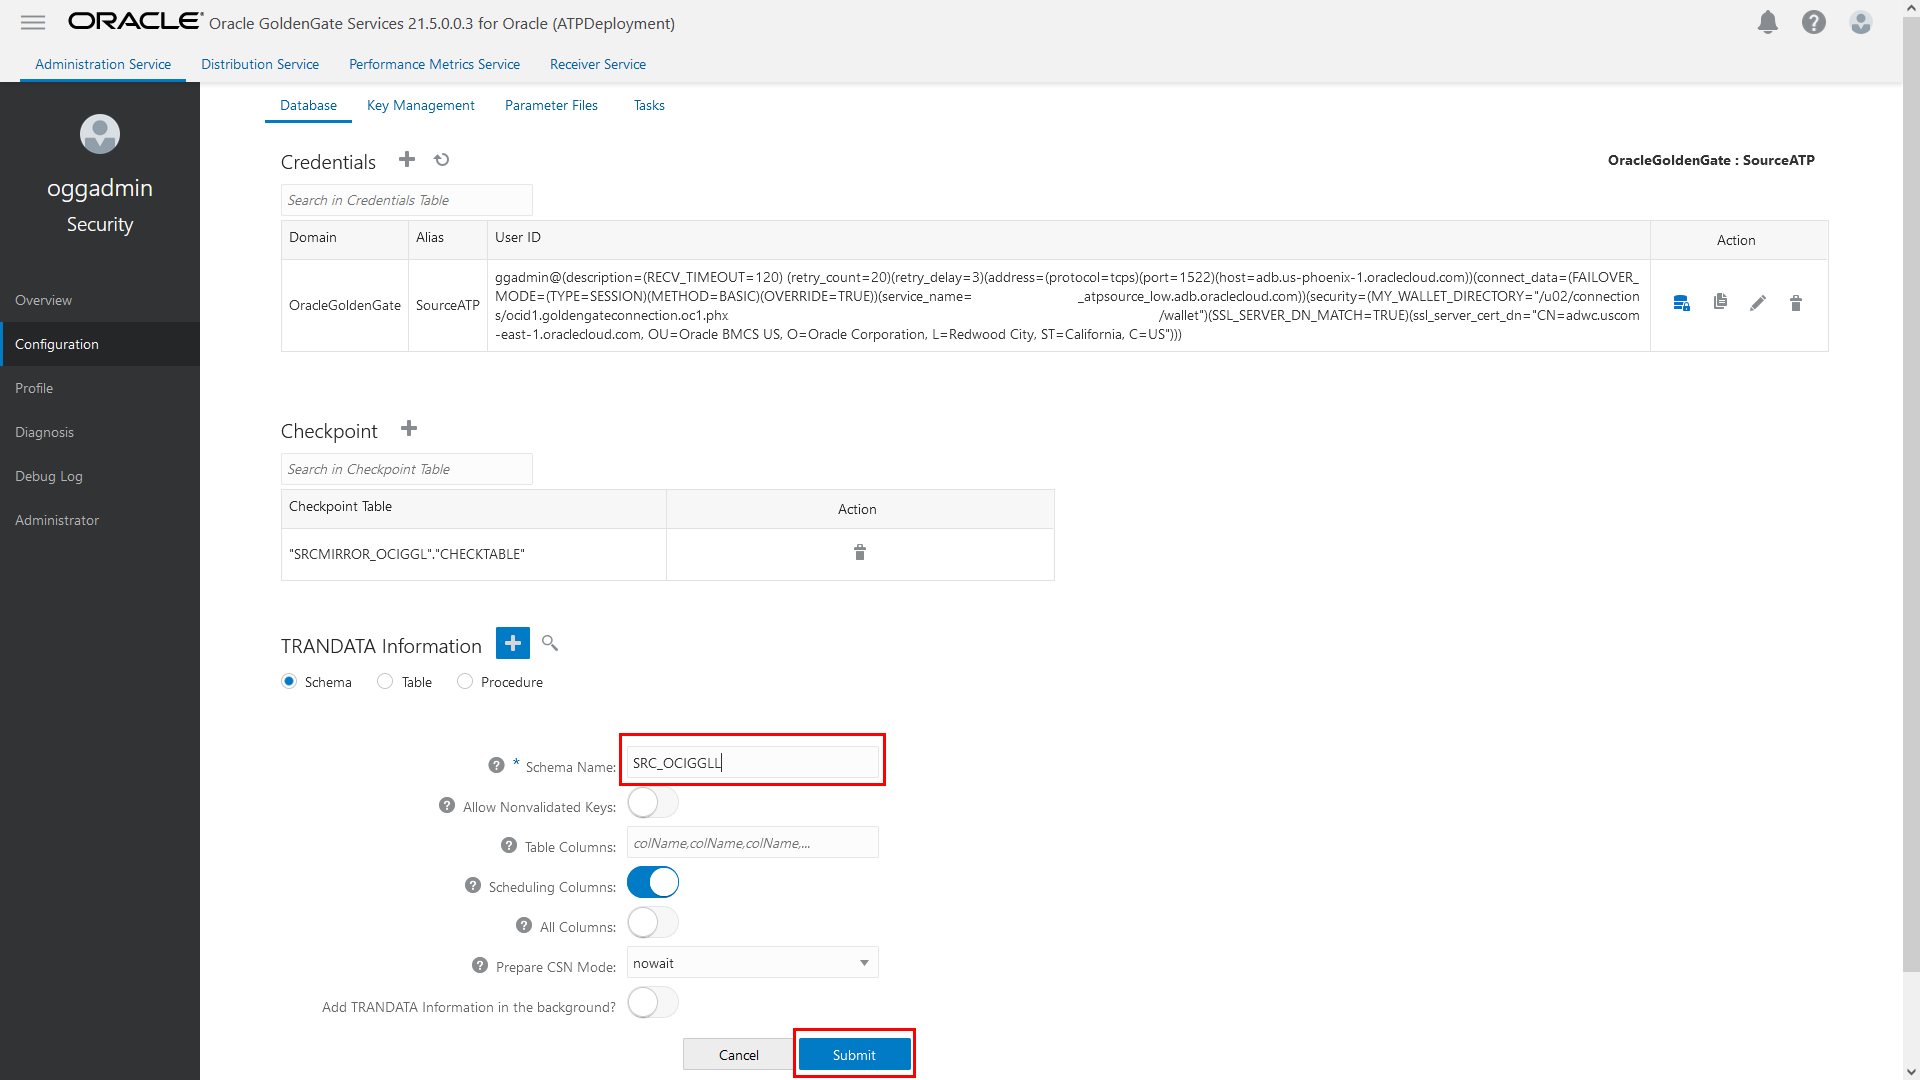 ORACLE Oracle GoldenGate Services 21.5.0.0.3 for Oracle (ATPDeployment)
Administration Service Distribution Service Performance Metrics Service Receiver Service
oggadmin
Security
Overview
Configuration
Profile
Diagnosis
Debug Log
Administrator
Database Key Management Parameter Files Tasks
Credentials
OracleGoldenGate : SourceATP
Search in Credentials Table
Domain Alias User ID Action
OracleGoldenGate SourceATP
ggadmin@(description=(RECV_TIMEOUT=120) (retry_count=20)(retry_delay=3)(address=(protocol=tcps)(port=1522)(host=adb.us-phoenix-1.oraclecloud.com))(connect_data=(FAILOVER_
MODE=(TYPE=SESSION)(METHOD=BASIC)(OVERRIDE=TRUE))(service_name= _atpsource_low.adb.oraclecloud.com))(security=(MY_WALLET_DIRECTORY="/u02/connection
s/ocid1.goldengateconnection.oc1.phx /wallet")(SSL_SERVER_DN_MATCH=TRUE)(ssl_server_cert_dn="CN=adwc.uscom
-east-1.oraclecloud.com, OU=Oracle BMCS US, O=Oracle Corporation, L=Redwood City, ST=California, C=US")))
Checkpoint
Search in Checkpoint Table
Checkpoint Table Action
"SRCMIRROR_OCIGGL"."CHECKTABLE"
TRANDATA Information
Schema Table Procedure
* Schema Name: SRC_OCIGGLL
Allow Nonvalidated Keys:
Table Columns: colName,colName,colName,...
Scheduling Columns:
All Columns:
Prepare CSN Mode: nowait
Add TRANDATA Information in the background?
Cancel Submit